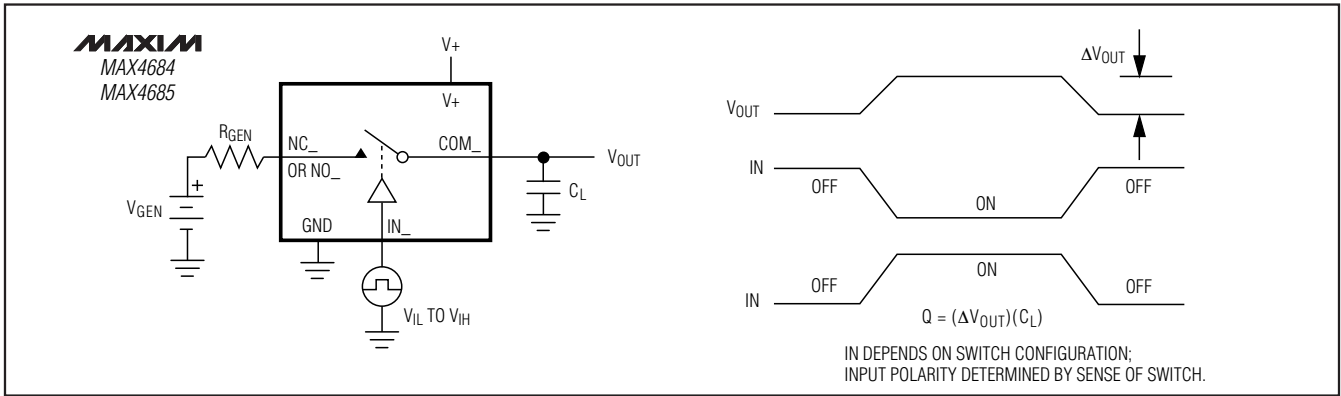 MAXIM
MAX4684
MAX4685
V+
V+
RGEN
NC_
OR NO_
COM_
VOUT
CL
VGEN
+
GND
IN_
VIL TO VIH
ΔVOUT
VOUT
IN
OFF
ON
OFF
IN
OFF
ON
OFF
Q = (ΔVOUT)(CL)
IN DEPENDS ON SWITCH CONFIGURATION;
INPUT POLARITY DETERMINED BY SENSE OF SWITCH.